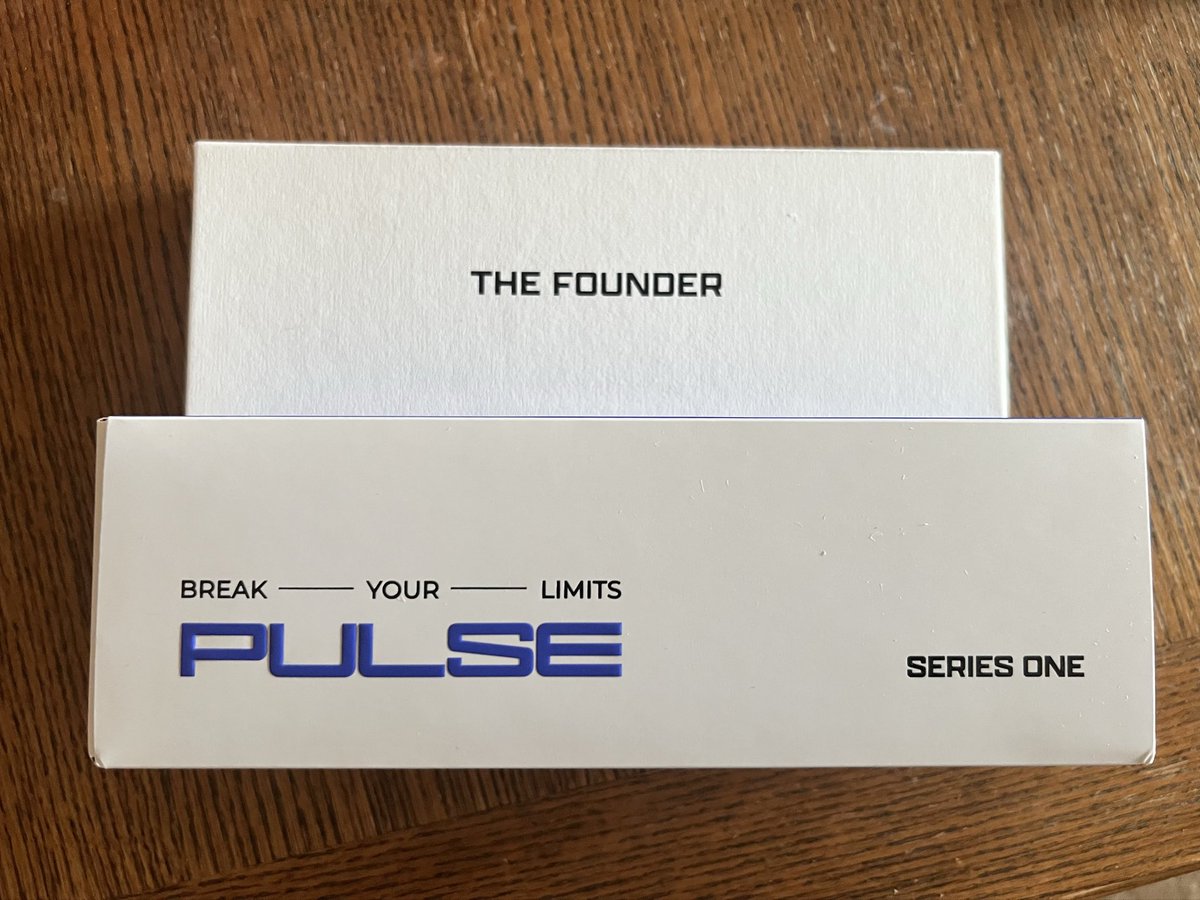 THE FOUNDER
BREAK — YOUR — LIMITS
PULSE
SERIES ONE